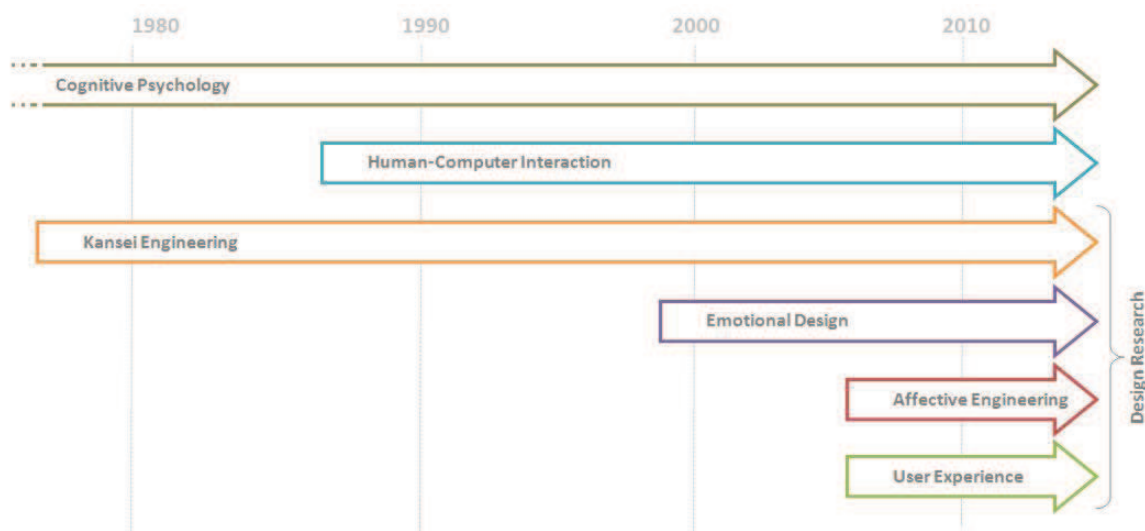 1980 1990 2000 2010
Cognitive Psychology
Human-Computer Interaction
Kansei Engineering
Emotional Design
Affective Engineering
User Experience
Design Research